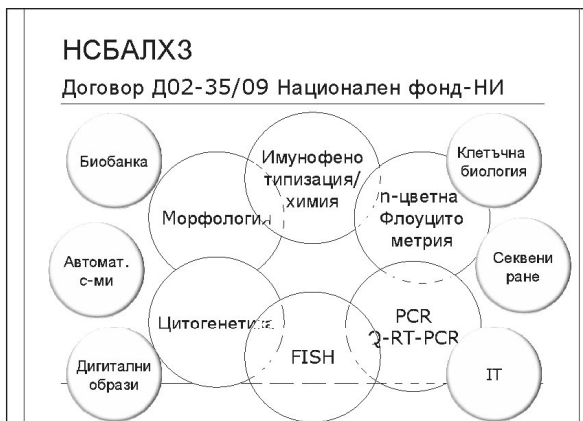 НСБАЛХЗ
Договор Д02-35/09 Национален фонд-НИ
Биобанка
Имунофено
типизация/
химия
Клетъчна
биология
Морфология
n-цветна
Флоуцито
метрия
Автомат.
с-ми
Секвени
ране
Цитогенетика
PCR
Q-RT-PCR
FISH
Дигитални
образи
IT